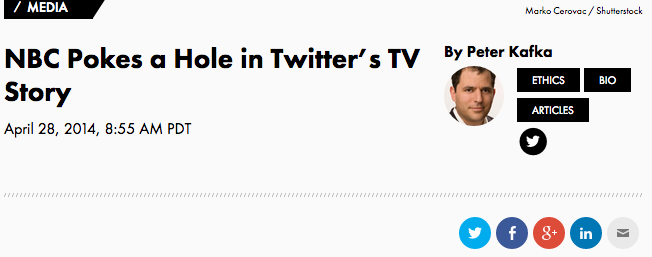 / MEDIA
Marko Cerovac / Shutterstock
NBC Pokes a Hole in Twitter's TV
Story
By Peter Kafka
ETHICS
BIO
ARTICLES
April 28, 2014, 8:55 AM PDT
f
g+
in